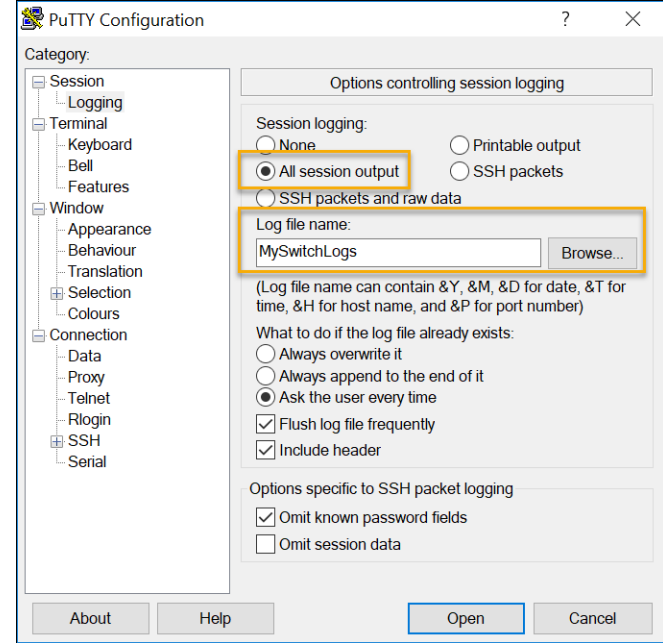 PuTTY Configuration
?
Category:
Session
Logging
Terminal
Keyboard
Bell
Features
Window
Appearance
Behaviour
Translation
Selection
Colours
Connection
Data
Proxy
Telnet
Rlogin
SSH
Serial
Options controlling session logging
Session logging:
None
Printable output
All session output
SSH packets
SSH packets and raw data
Log file name:
MySwitchLogs
Browse...
(Log file name can contain &Y, &M, &D for date, &T for
time, &H for host name, and &P for port number)
What to do if the log file already exists:
Always overwrite it
Always append to the end of it
Ask the user every time
Flush log file frequently
Include header
Options specific to SSH packet logging
Omit known password fields
Omit session data
About
Help
Open
Cancel